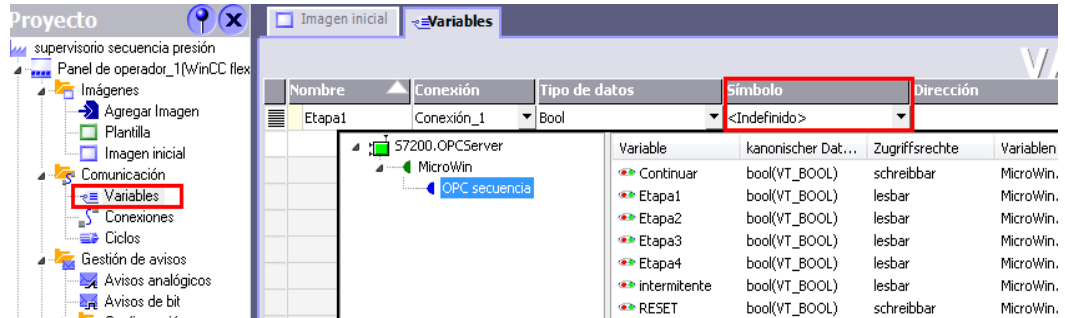 Proyecto
supervisorio secuencia presión
Panel de operador_1(WinCC flex
Imágenes
Agregar Imagen
Plantilla
Imagen inicial
Comunicación
Variables
Conexiones
Ciclos
Gestión de avisos
Avisos analógicos
Avisos de bit
Imagen inicial Variables
Nombre Conexión Tipo de datos Símbolo Dirección
Etapa1 Conexión_1 Bool <Indefinido>
S7200.OPCServer
MicroWin
OPC secuencia
Variable kanonischer Dat... Zugriffsrechte Variablen
Continuar bool(VT_BOOL) schreibbar MicroWin.
Etapa1 bool(VT_BOOL) lesbar MicroWin.
Etapa2 bool(VT_BOOL) lesbar MicroWin.
Etapa3 bool(VT_BOOL) lesbar MicroWin.
Etapa4 bool(VT_BOOL) lesbar MicroWin.
intermitente bool(VT_BOOL) lesbar MicroWin.
RESET bool(VT_BOOL) schreibbar MicroWin.